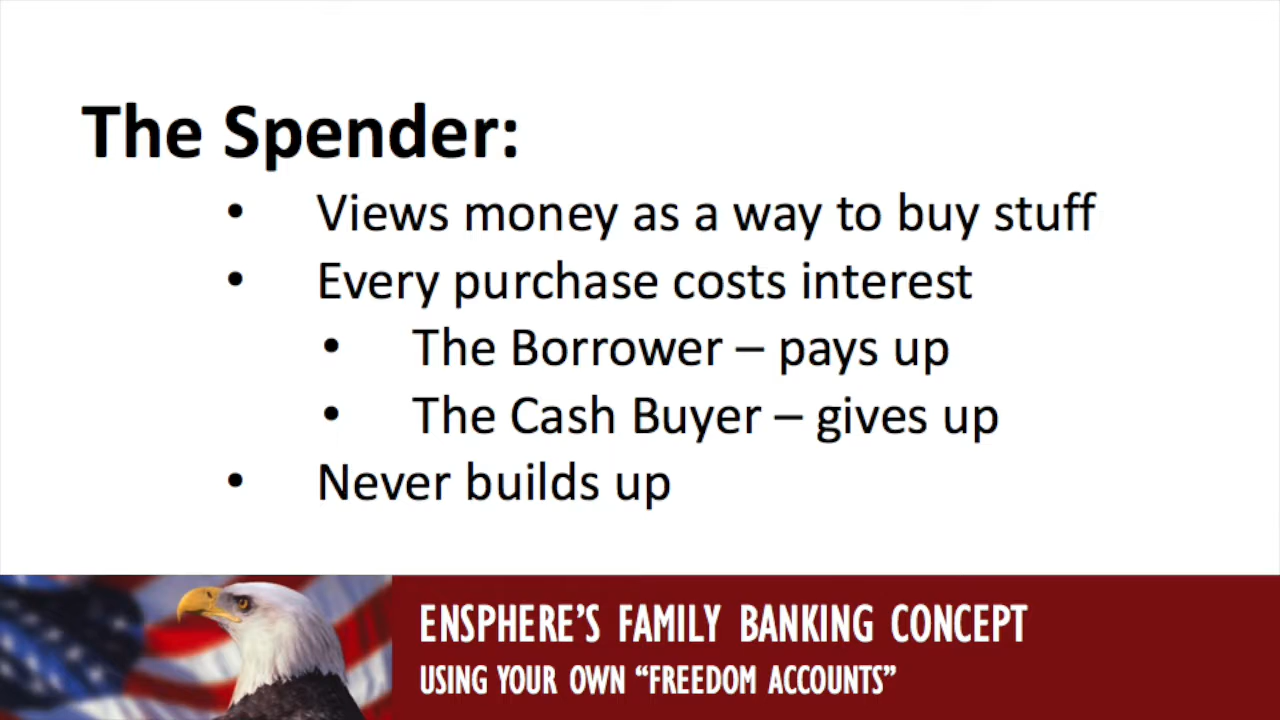 The Spender:
• Views money as a way to buy stuff
• Every purchase costs interest
• The Borrower – pays up
• The Cash Buyer – gives up
• Never builds up
ENSPHERE’S FAMILY BANKING CONCEPT
USING YOUR OWN “FREEDOM ACCOUNTS”